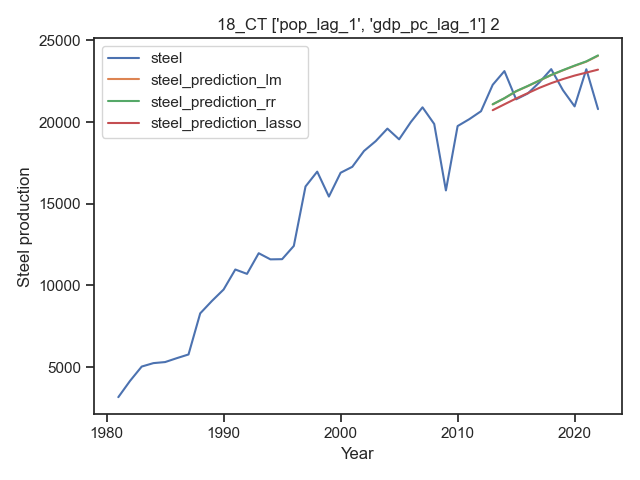 18_CT ['pop_lag_1', 'gdp_pc_lag_1'] 2
25000
20000
15000
10000
5000
Steel production
steel
steel_prediction_lm
steel_prediction_rr
steel_prediction_lasso
1980
1990
2000
2010
2020
Year